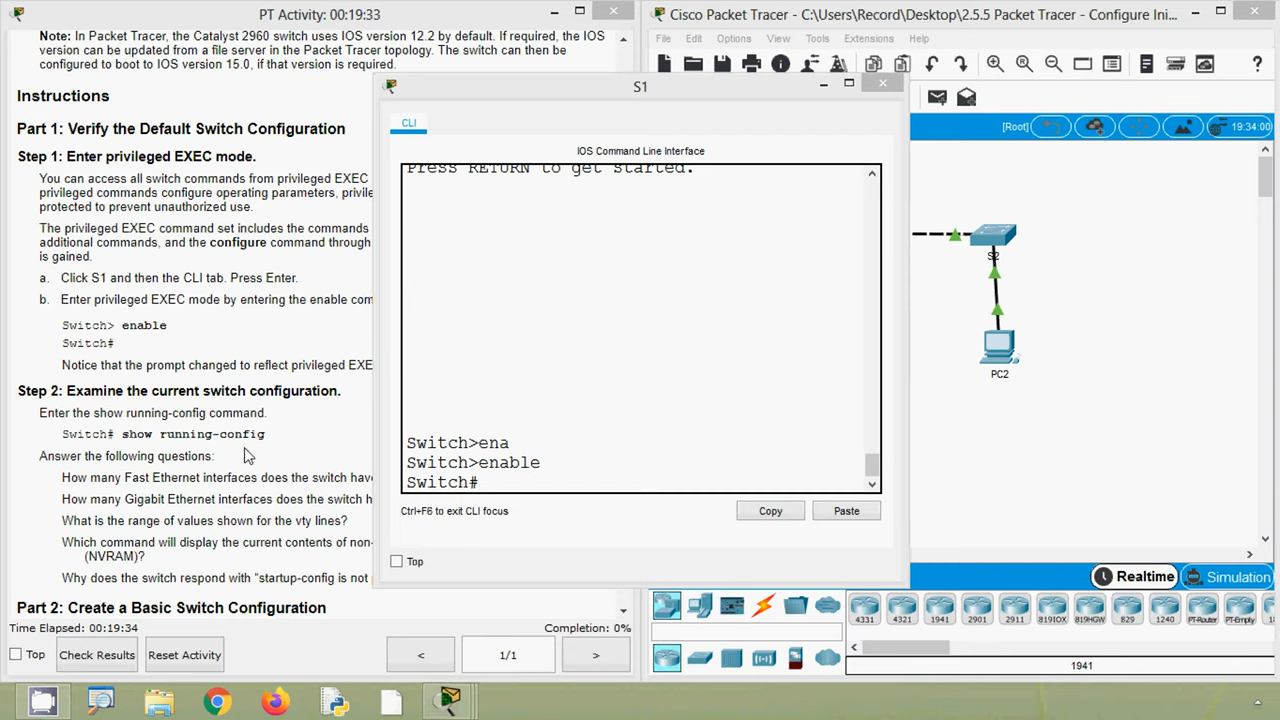 PT Activity: 00:19:33
Note: In Packet Tracer, the Catalyst 2960 switch uses IOS version 12.2 by default. If required, the IOS
version can be updated from a file server in the Packet Tracer topology. The switch can then be
configured to boot to IOS version 15.0, if that version is required.
Instructions
Part 1: Verify the Default Switch Configuration
Step 1: Enter privileged EXEC mode.
You can access all switch commands from privileged EXEC
privileged commands configure operating parameters, privile
protected to prevent unauthorized use.
The privileged EXEC command set includes the commands
additional commands, and the configure command through
is gained.
a. Click S1 and then the CLI tab. Press Enter.
b. Enter privileged EXEC mode by entering the enable com
Switch> enable
Switch#
Notice that the prompt changed to reflect privileged EXE
Step 2: Examine the current switch configuration.
Enter the show running-config command.
Switch# show running-config
Answer the following questions:
How many Fast Ethernet interfaces does the switch have
How many Gigabit Ethernet interfaces does the switch h
What is the range of values shown for the vty lines?
Which command will display the current contents of non-
(NVRAM)?
Why does the switch respond with “startup-config is not
Part 2: Create a Basic Switch Configuration
Time Elapsed: 00:19:34
Completion: 0%
Top
Check Results
Reset Activity
<
1/1
>
S1
CLI
IOS Command Line Interface
Press RETURN to get started.
Switch>ena
Switch>enable
Switch#
Ctrl+F6 to exit CLI focus
Copy
Paste
Top
Cisco Packet Tracer - C:\Users\Record\Desktop\2.5.5 Packet Tracer - Configure Ini...
File Edit Options View Tools Extensions Help
[Root]
19:34:00
S2
PC2
Realtime
Simulation
4331 4321 1941 2901 2911 819IOX 819HGW 829 1240 PT-Router PT-Empty
1941